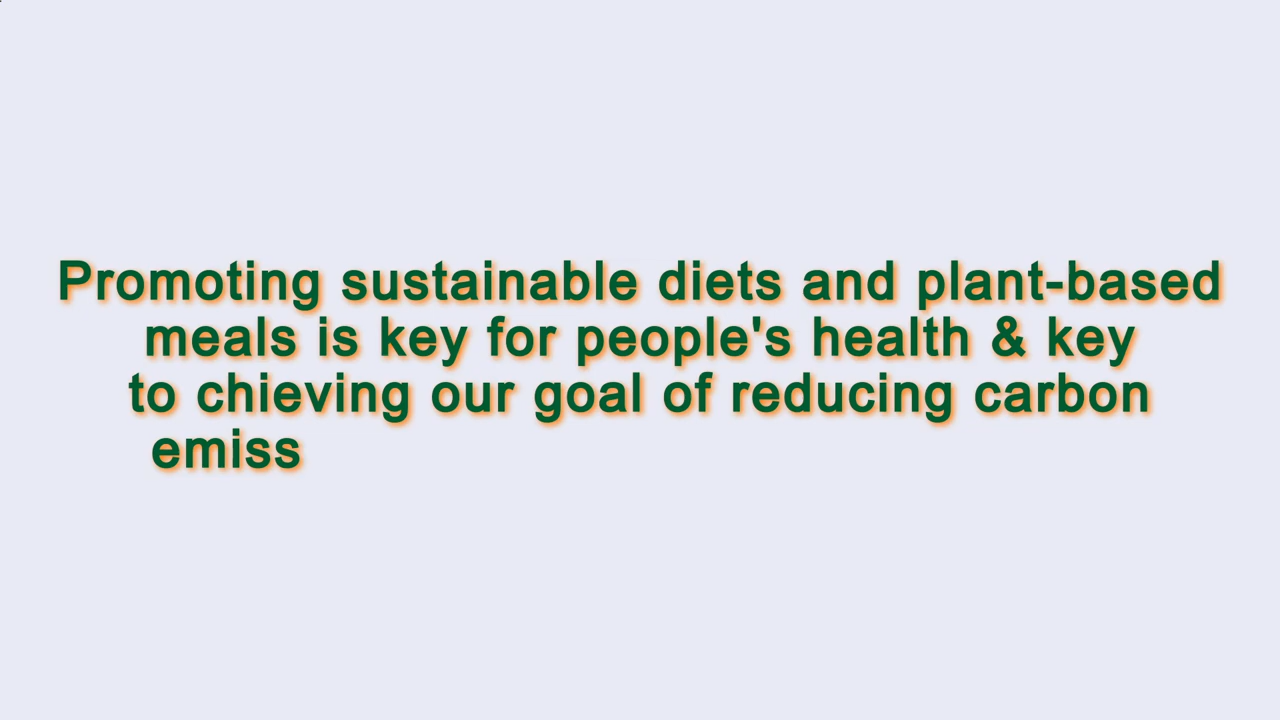 Promoting sustainable diets and plant-based
meals is key for people's health & key
to chieving our goal of reducing carbon
emiss